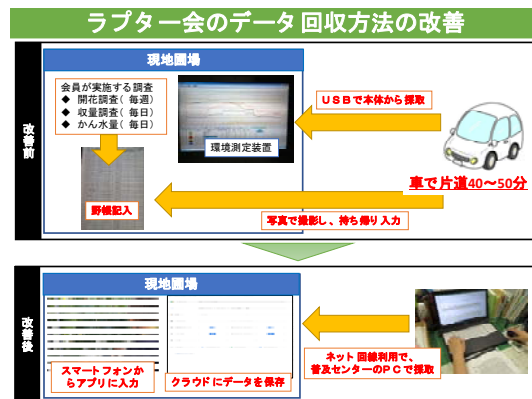 ラプター会のデータ回収方法の改善
改善前
現地圃場
会員が実施する調査
◆ 開花調査(毎週)
◆ 収量調査(毎日)
◆ かん水量(毎日)
環境測定装置
野帳記入
USBで本体から採取
車で片道40~50分
写真で撮影し、持ち帰り入力
改善後
現地圃場
スマートフォンか
らアプリに入力
クラウドにデータを保存
ネット回線利用で、
普及センターのPCで採取